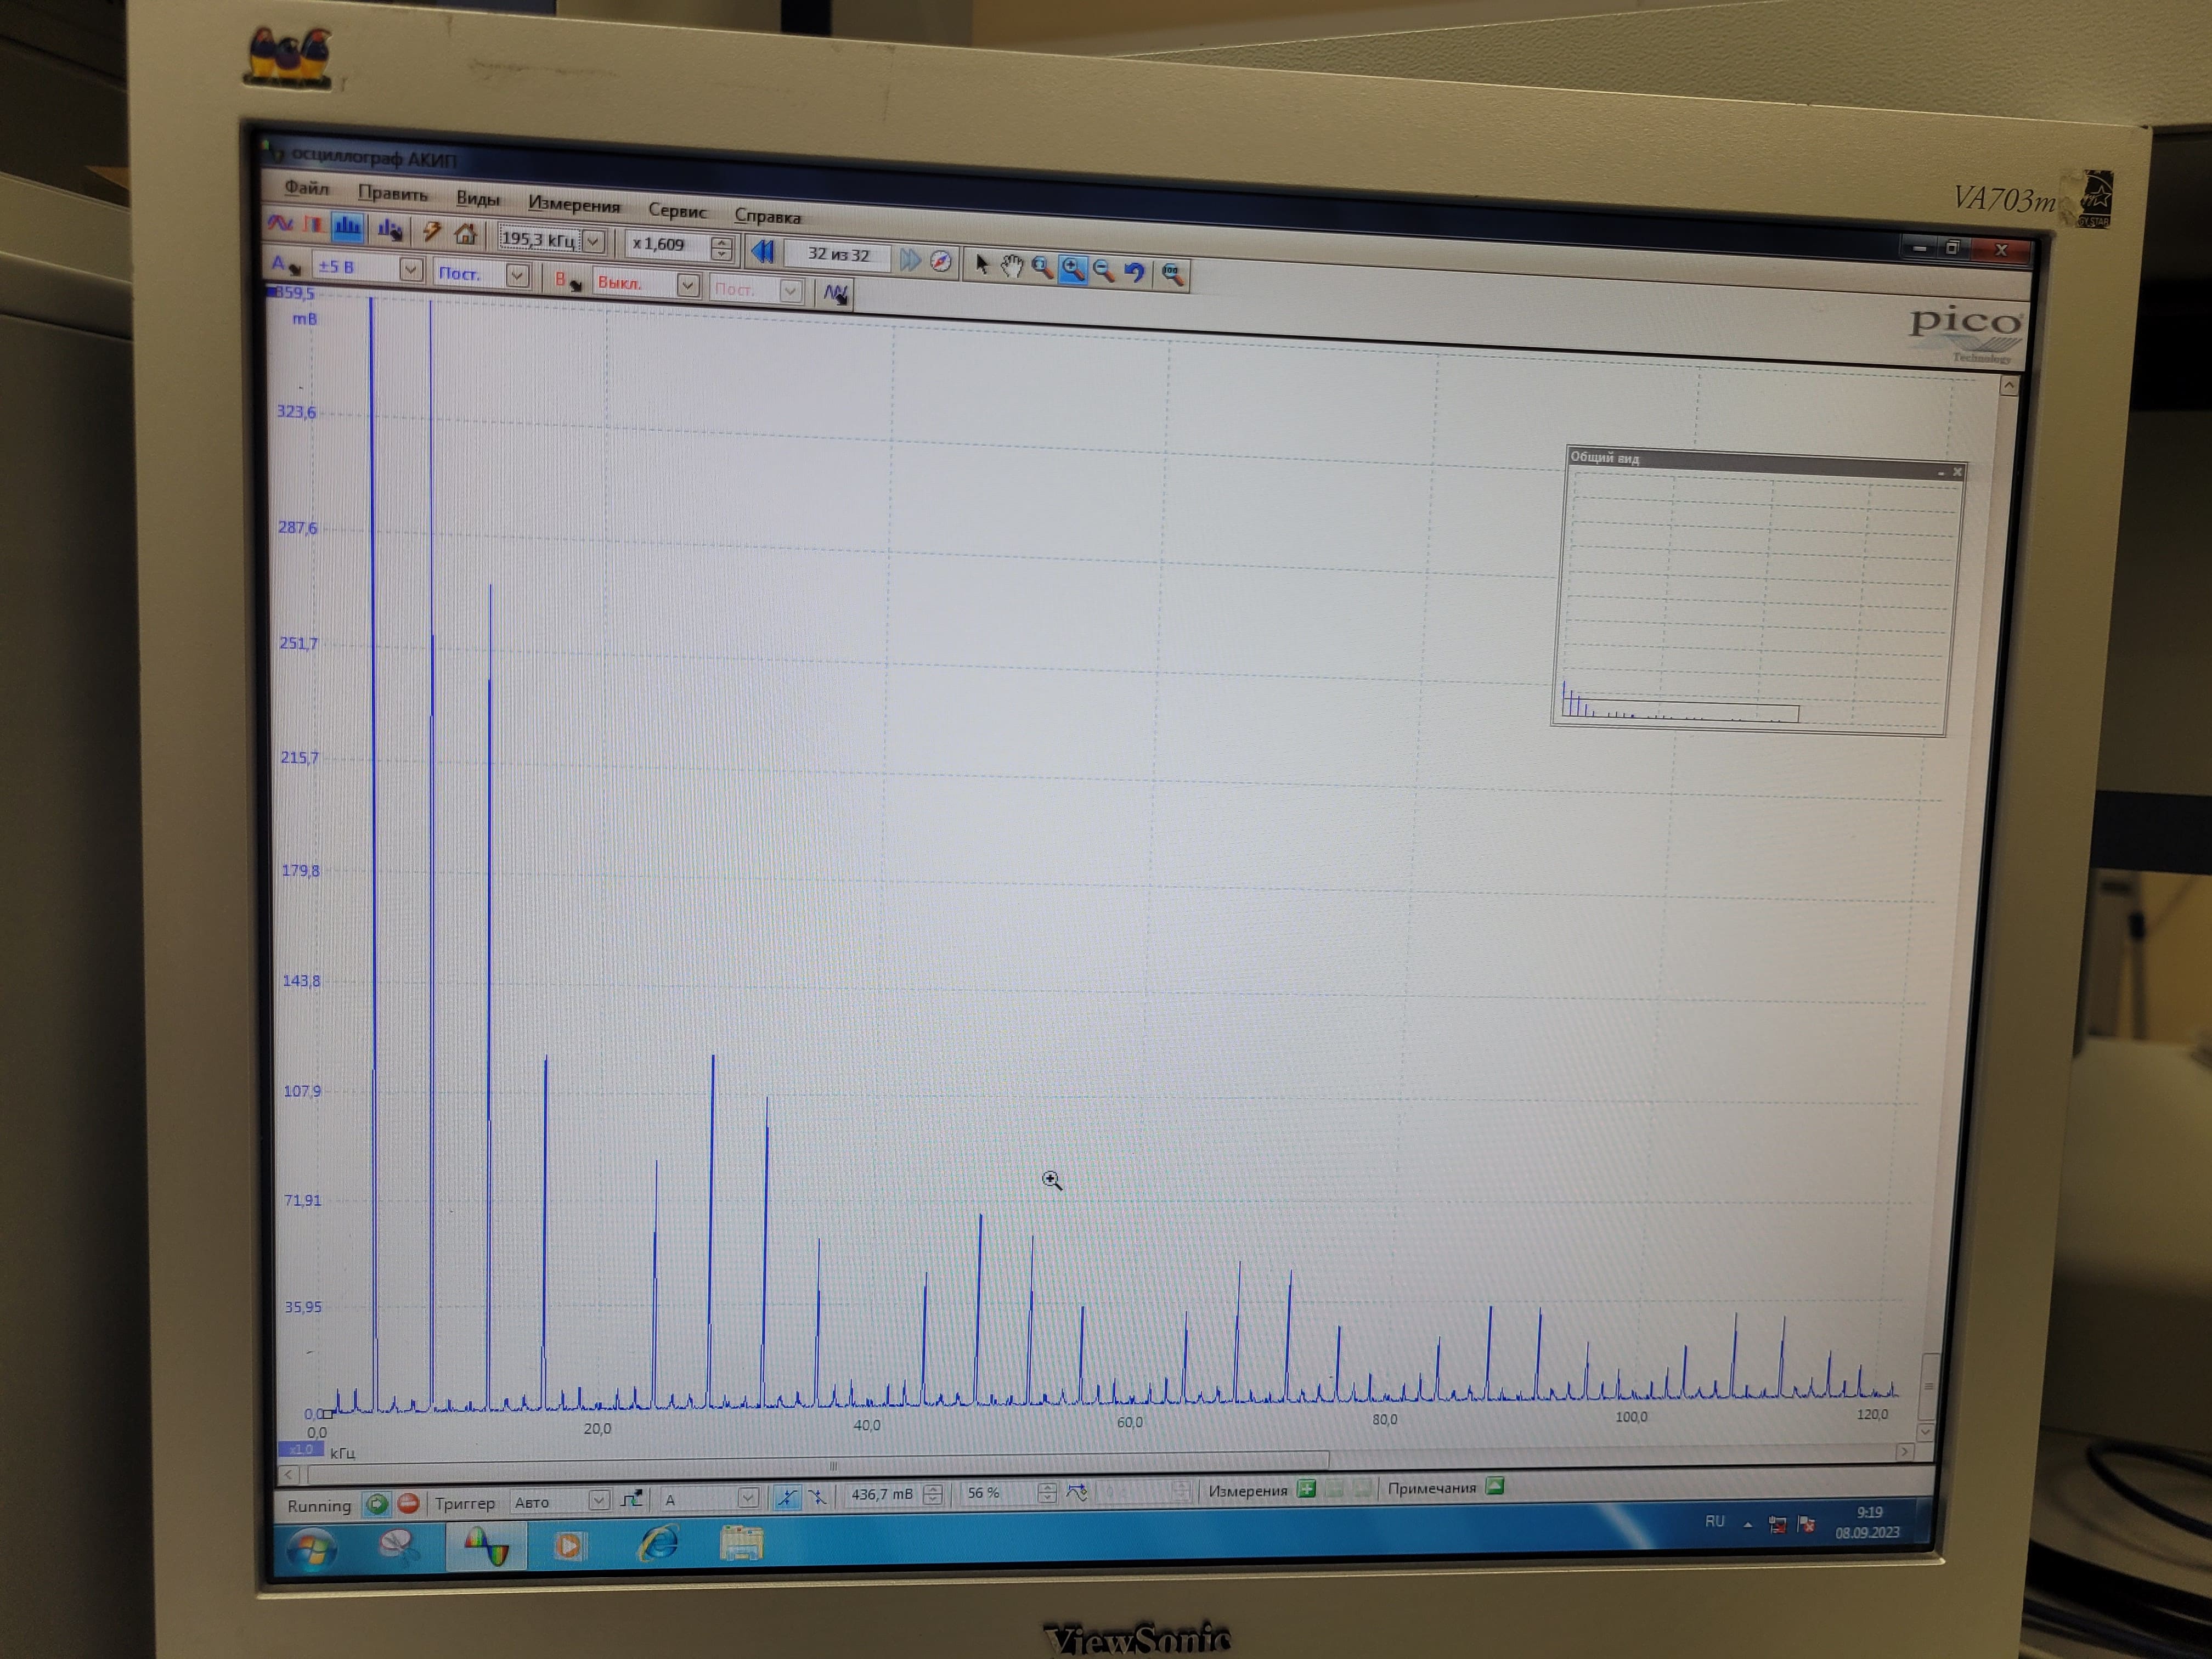 осциллограф АКИП
VA703m
Файл Править Виды Измерения Сервис Справка
195,3 кГц x 1,609 32 из 32
A ±5 В Пост. B Выкл. Пост.
pico
Technology
359,5
mB
323,6
287,6
251,7
215,7
179,8
143,8
107,9
71,91
35,95
0,0
Общий вид
0,0 20,0 40,0 60,0 80,0 100,0 120,0
x1,0 кГц
Running Триггер Авто A 436,7 mB 56 % Измерения Примечания
RU 9:19
08.09.2023
ViewSonic